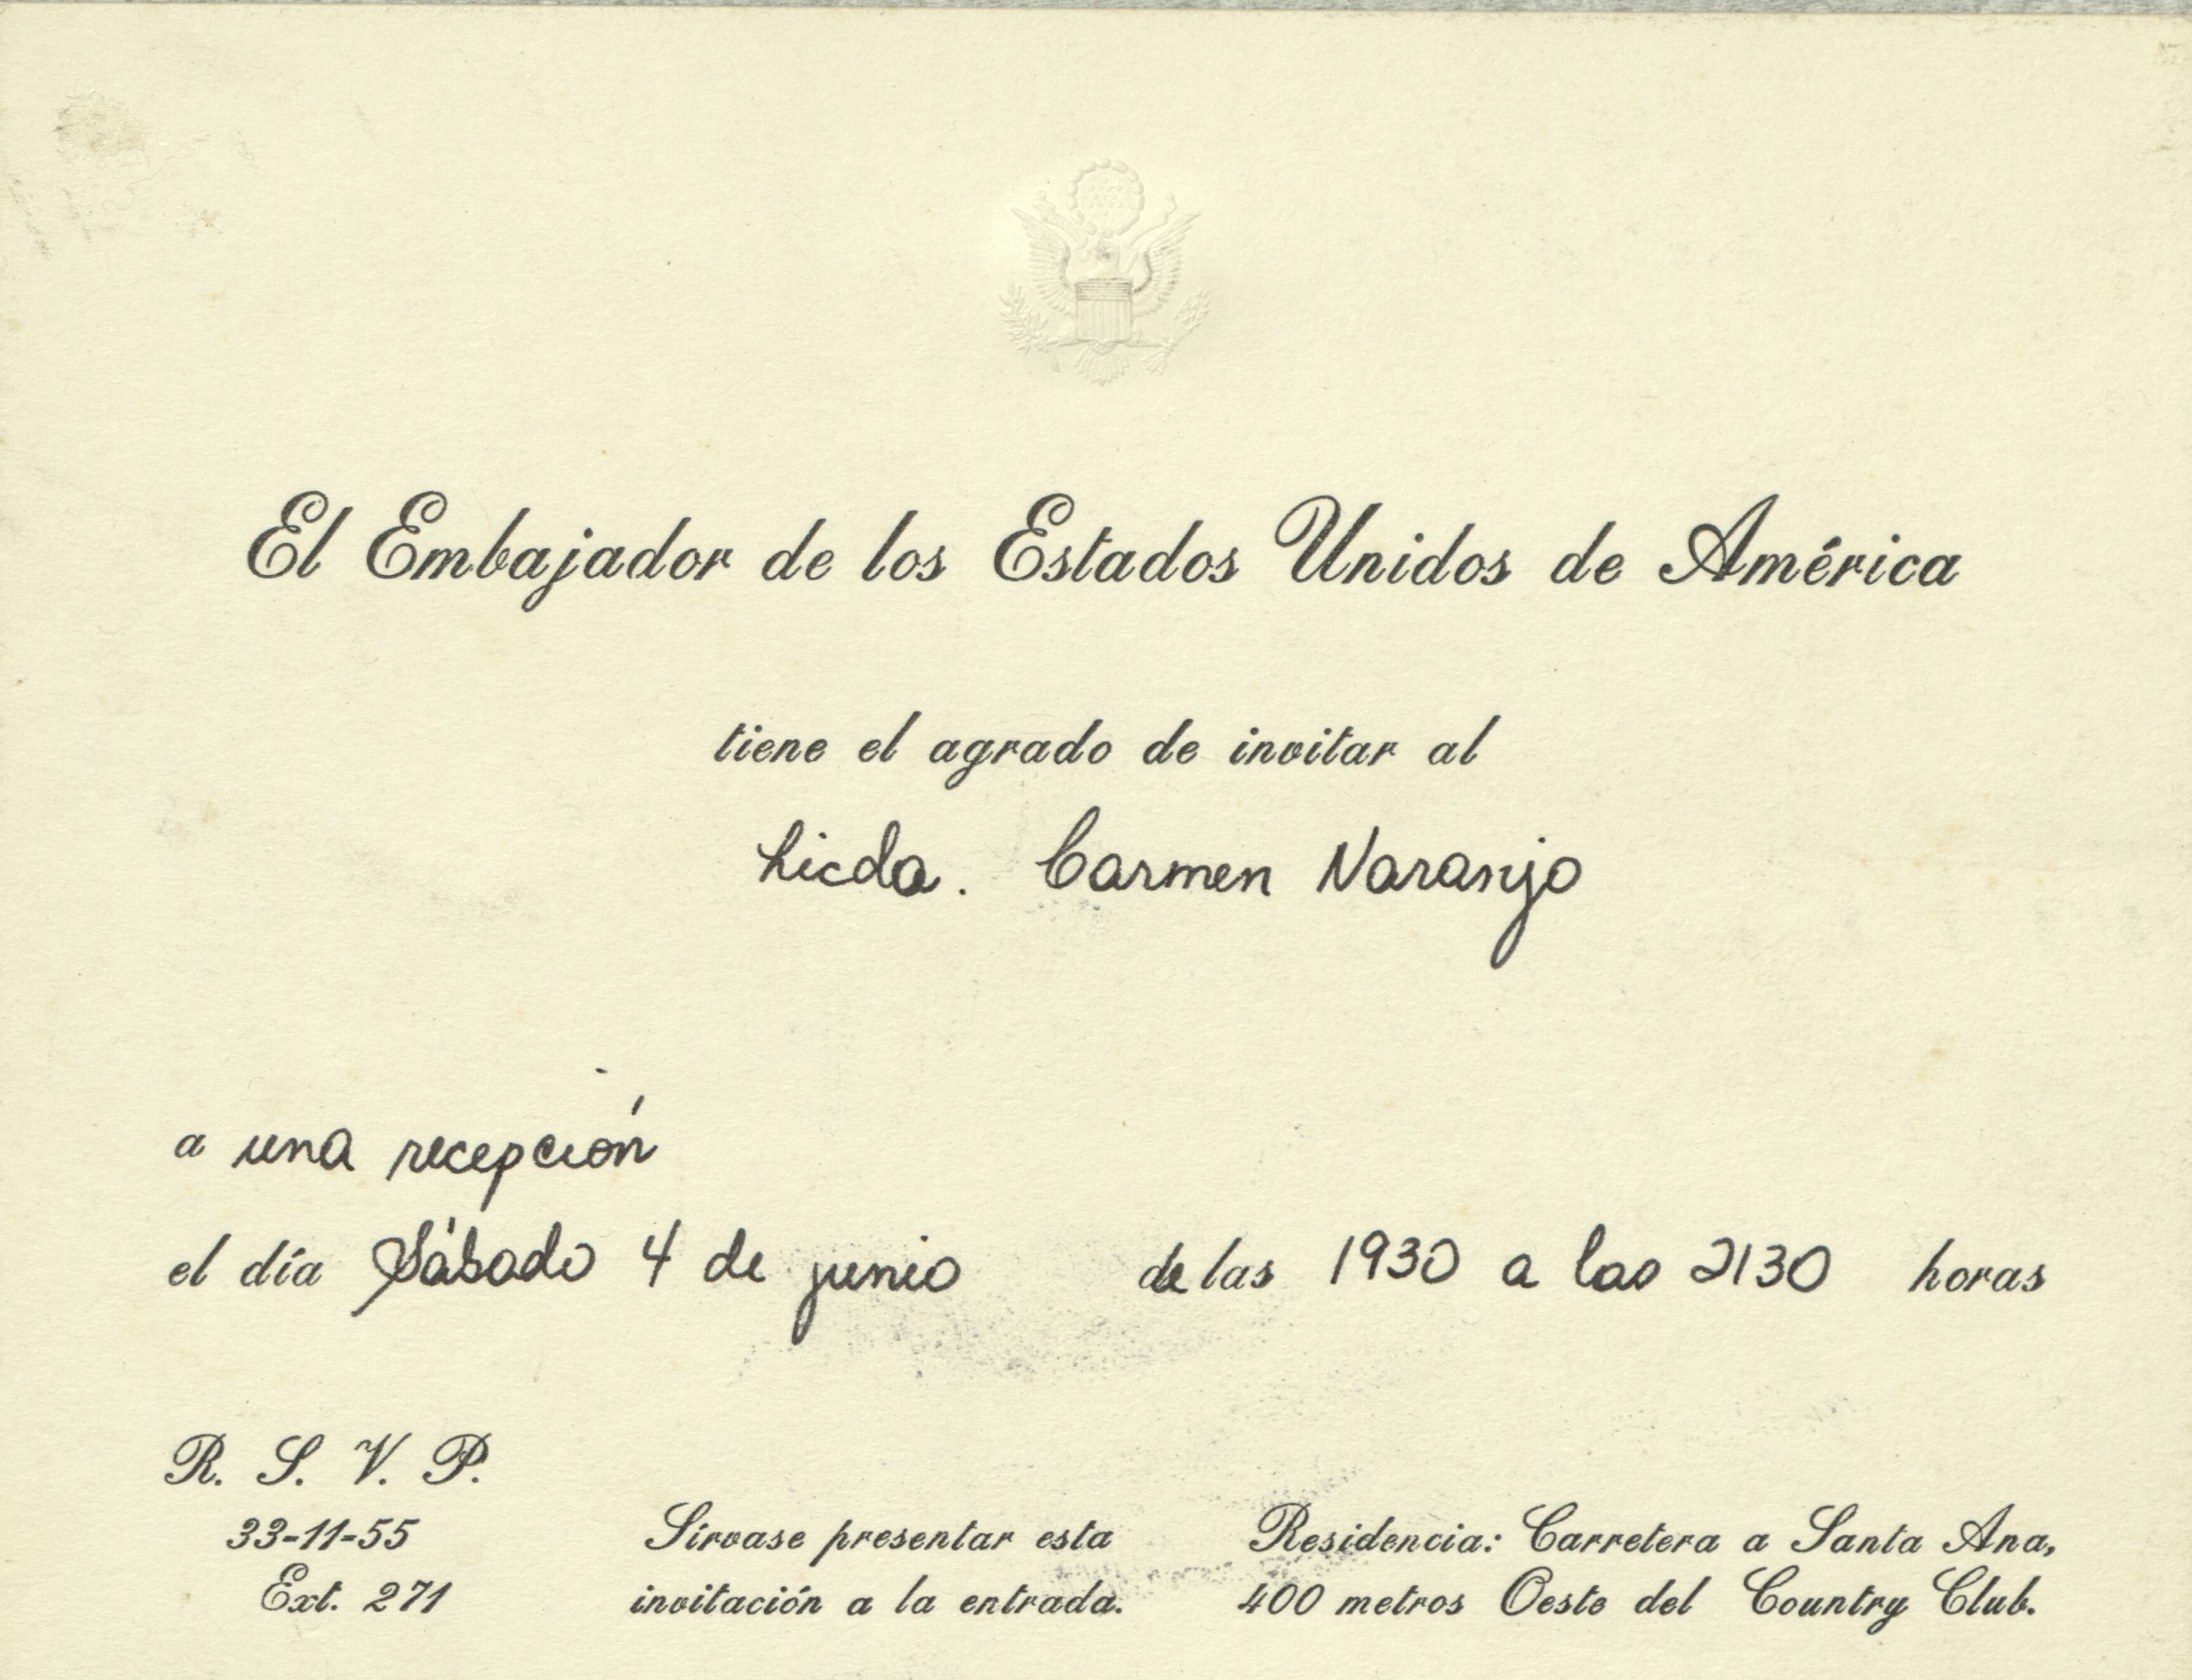 El Embajador de los Estados Unidos de América
tiene el agrado de invitar al
Licda. Carmen Naranjo
a una recepción
el día Sábado 4 de junio de las 1930 a las 2130 horas
R. S. V. P.
33-11-55
Ext. 271
Sírvase presentar esta
invitación a la entrada.
Residencia: Carretera a Santa Ana,
400 metros Oeste del Country Club.